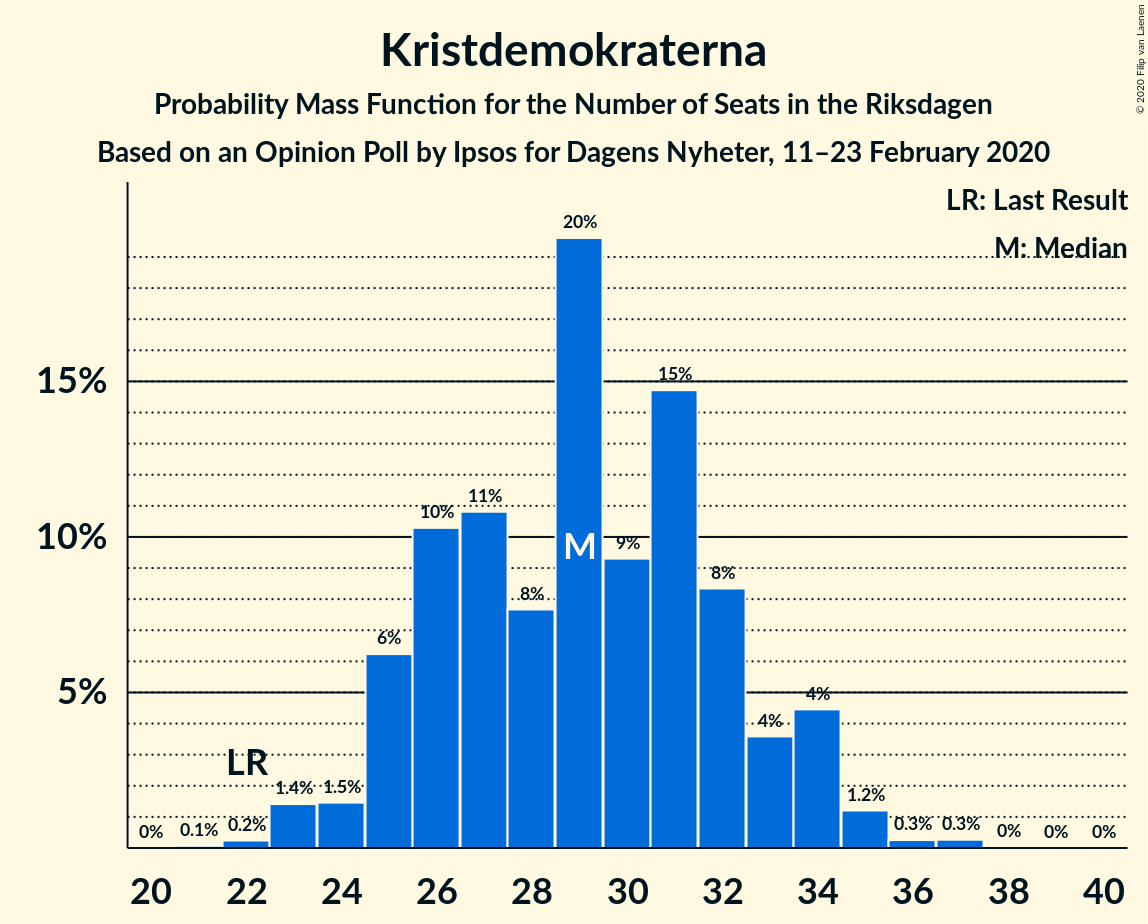 Kristdemokraterna
Probability Mass Function for the Number of Seats in the Riksdagen
Based on an Opinion Poll by Ipsos for Dagens Nyheter, 11–23 February 2020
© 2020 Filip van Laenen
LR: Last Result
M: Median
15%
10%
5%
0%
0.1%
0.2%
LR
1.4%
1.5%
6%
10%
11%
8%
20%
M
9%
15%
8%
4%
4%
1.2%
0.3%
0.3%
0%
0%
0%
20 22 24 26 28 30 32 34 36 38 40